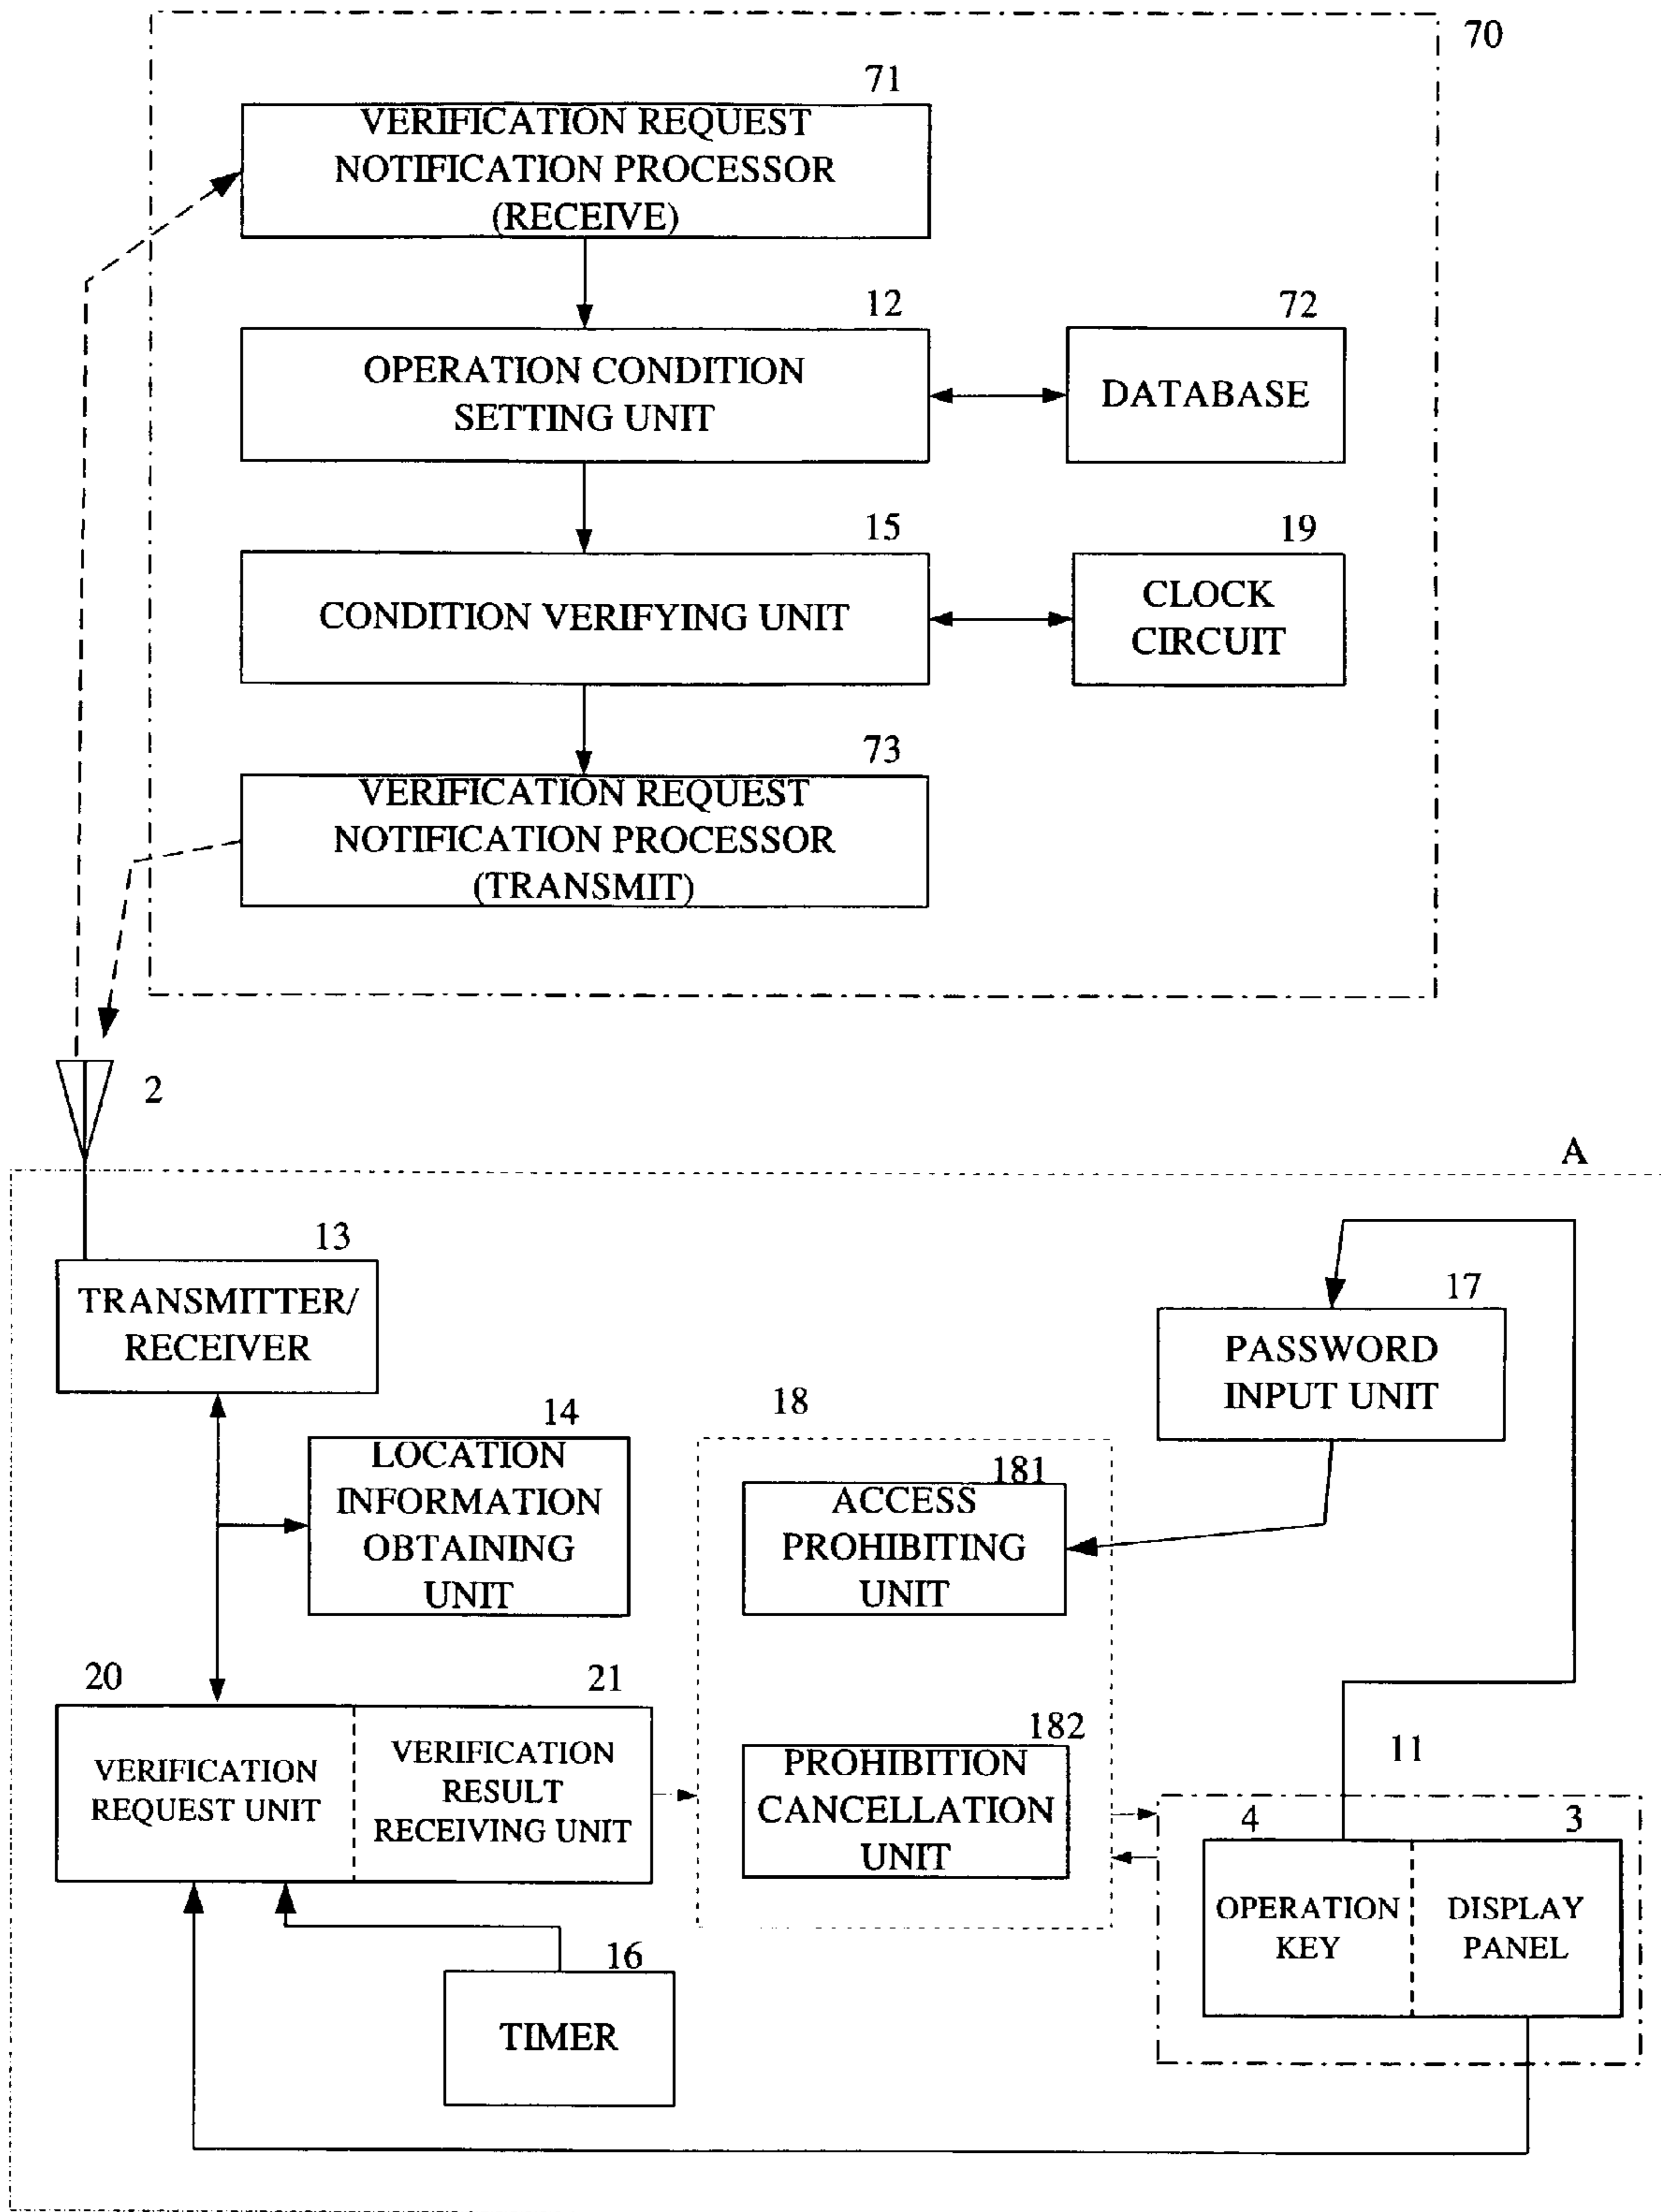 70
71
VERIFICATION REQUEST
NOTIFICATION PROCESSOR
(RECEIVE)
12
OPERATION CONDITION
SETTING UNIT
72
DATABASE
15
CONDITION VERIFYING UNIT
19
CLOCK
CIRCUIT
73
VERIFICATION REQUEST
NOTIFICATION PROCESSOR
(TRANSMIT)
2
A
13
TRANSMITTER/
RECEIVER
14
LOCATION
INFORMATION
OBTAINING
UNIT
17
PASSWORD
INPUT UNIT
18
181
ACCESS
PROHIBITING
UNIT
182
PROHIBITION
CANCELLATION
UNIT
20
VERIFICATION
REQUEST UNIT
21
VERIFICATION
RESULT
RECEIVING UNIT
16
TIMER
11
4
OPERATION
KEY
3
DISPLAY
PANEL